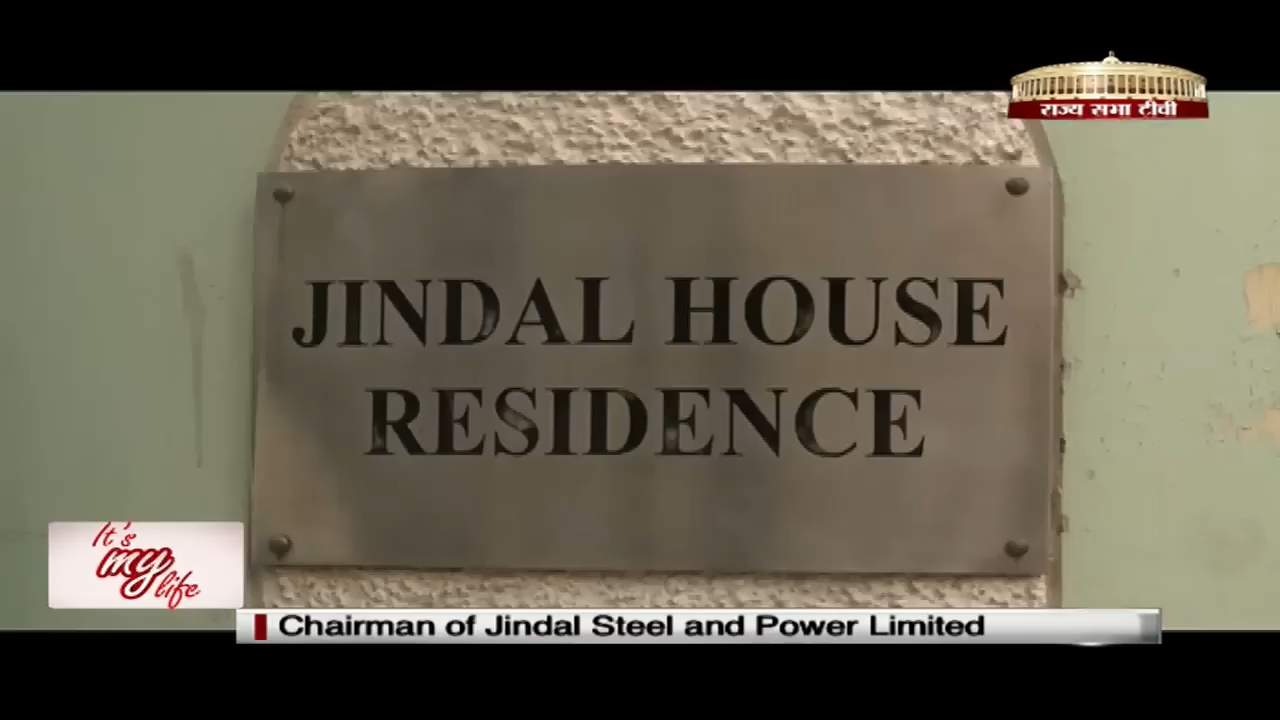 राज्य सभा टीवी
JINDAL HOUSE
RESIDENCE
It's
my
life
Chairman of Jindal Steel and Power Limited